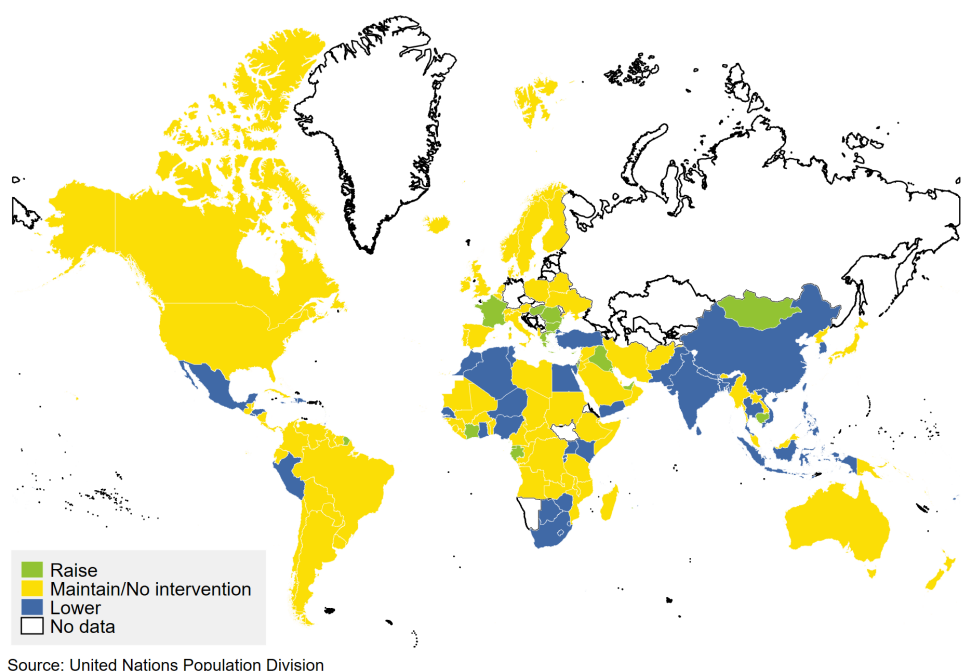 Raise
Maintain/No intervention
Lower
No data
Source: United Nations Population Division